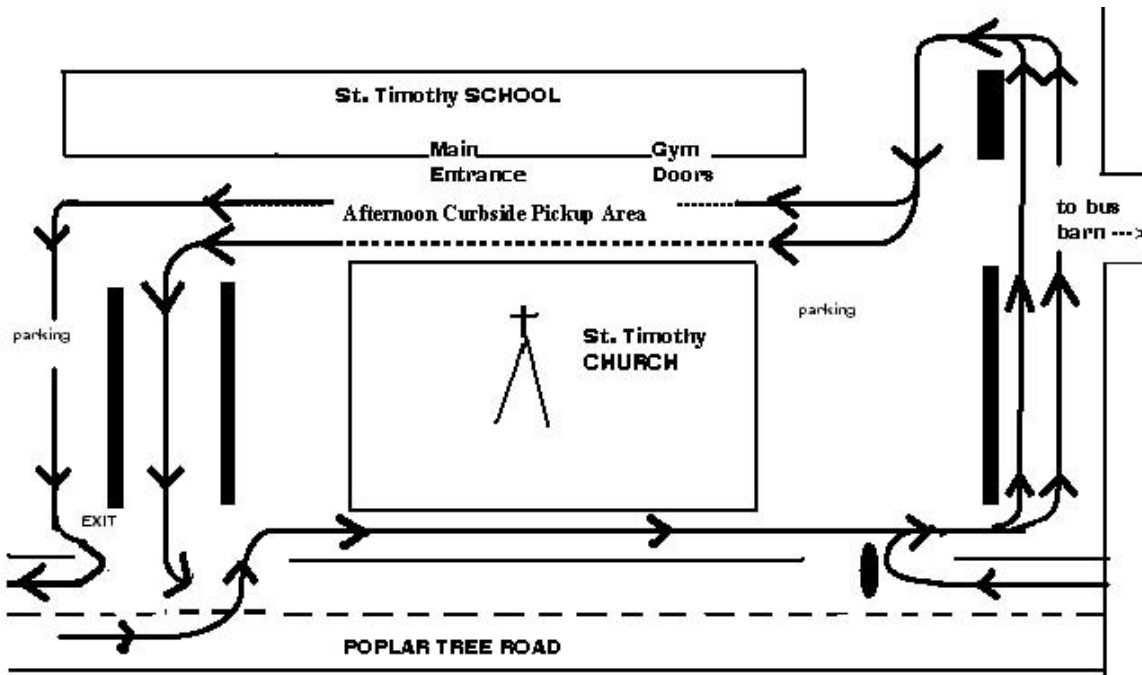 St. Timothy SCHOOL
Main Entrance
Gym Doors
Afternoon Curbside Pickup Area
to bus
barn ---->
parking
parking
St. Timothy
CHURCH
EXIT
POPLAR TREE ROAD